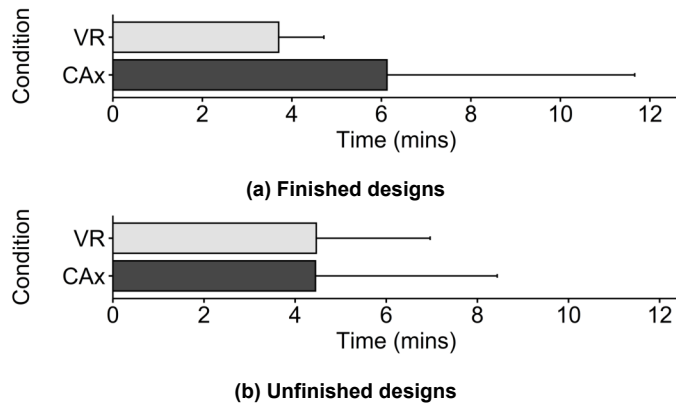 Condition
VR
CAx
0 2 4 6 8 10 12
Time (mins)
(a) Finished designs
Condition
VR
CAx
0 2 4 6 8 10 12
Time (mins)
(b) Unfinished designs